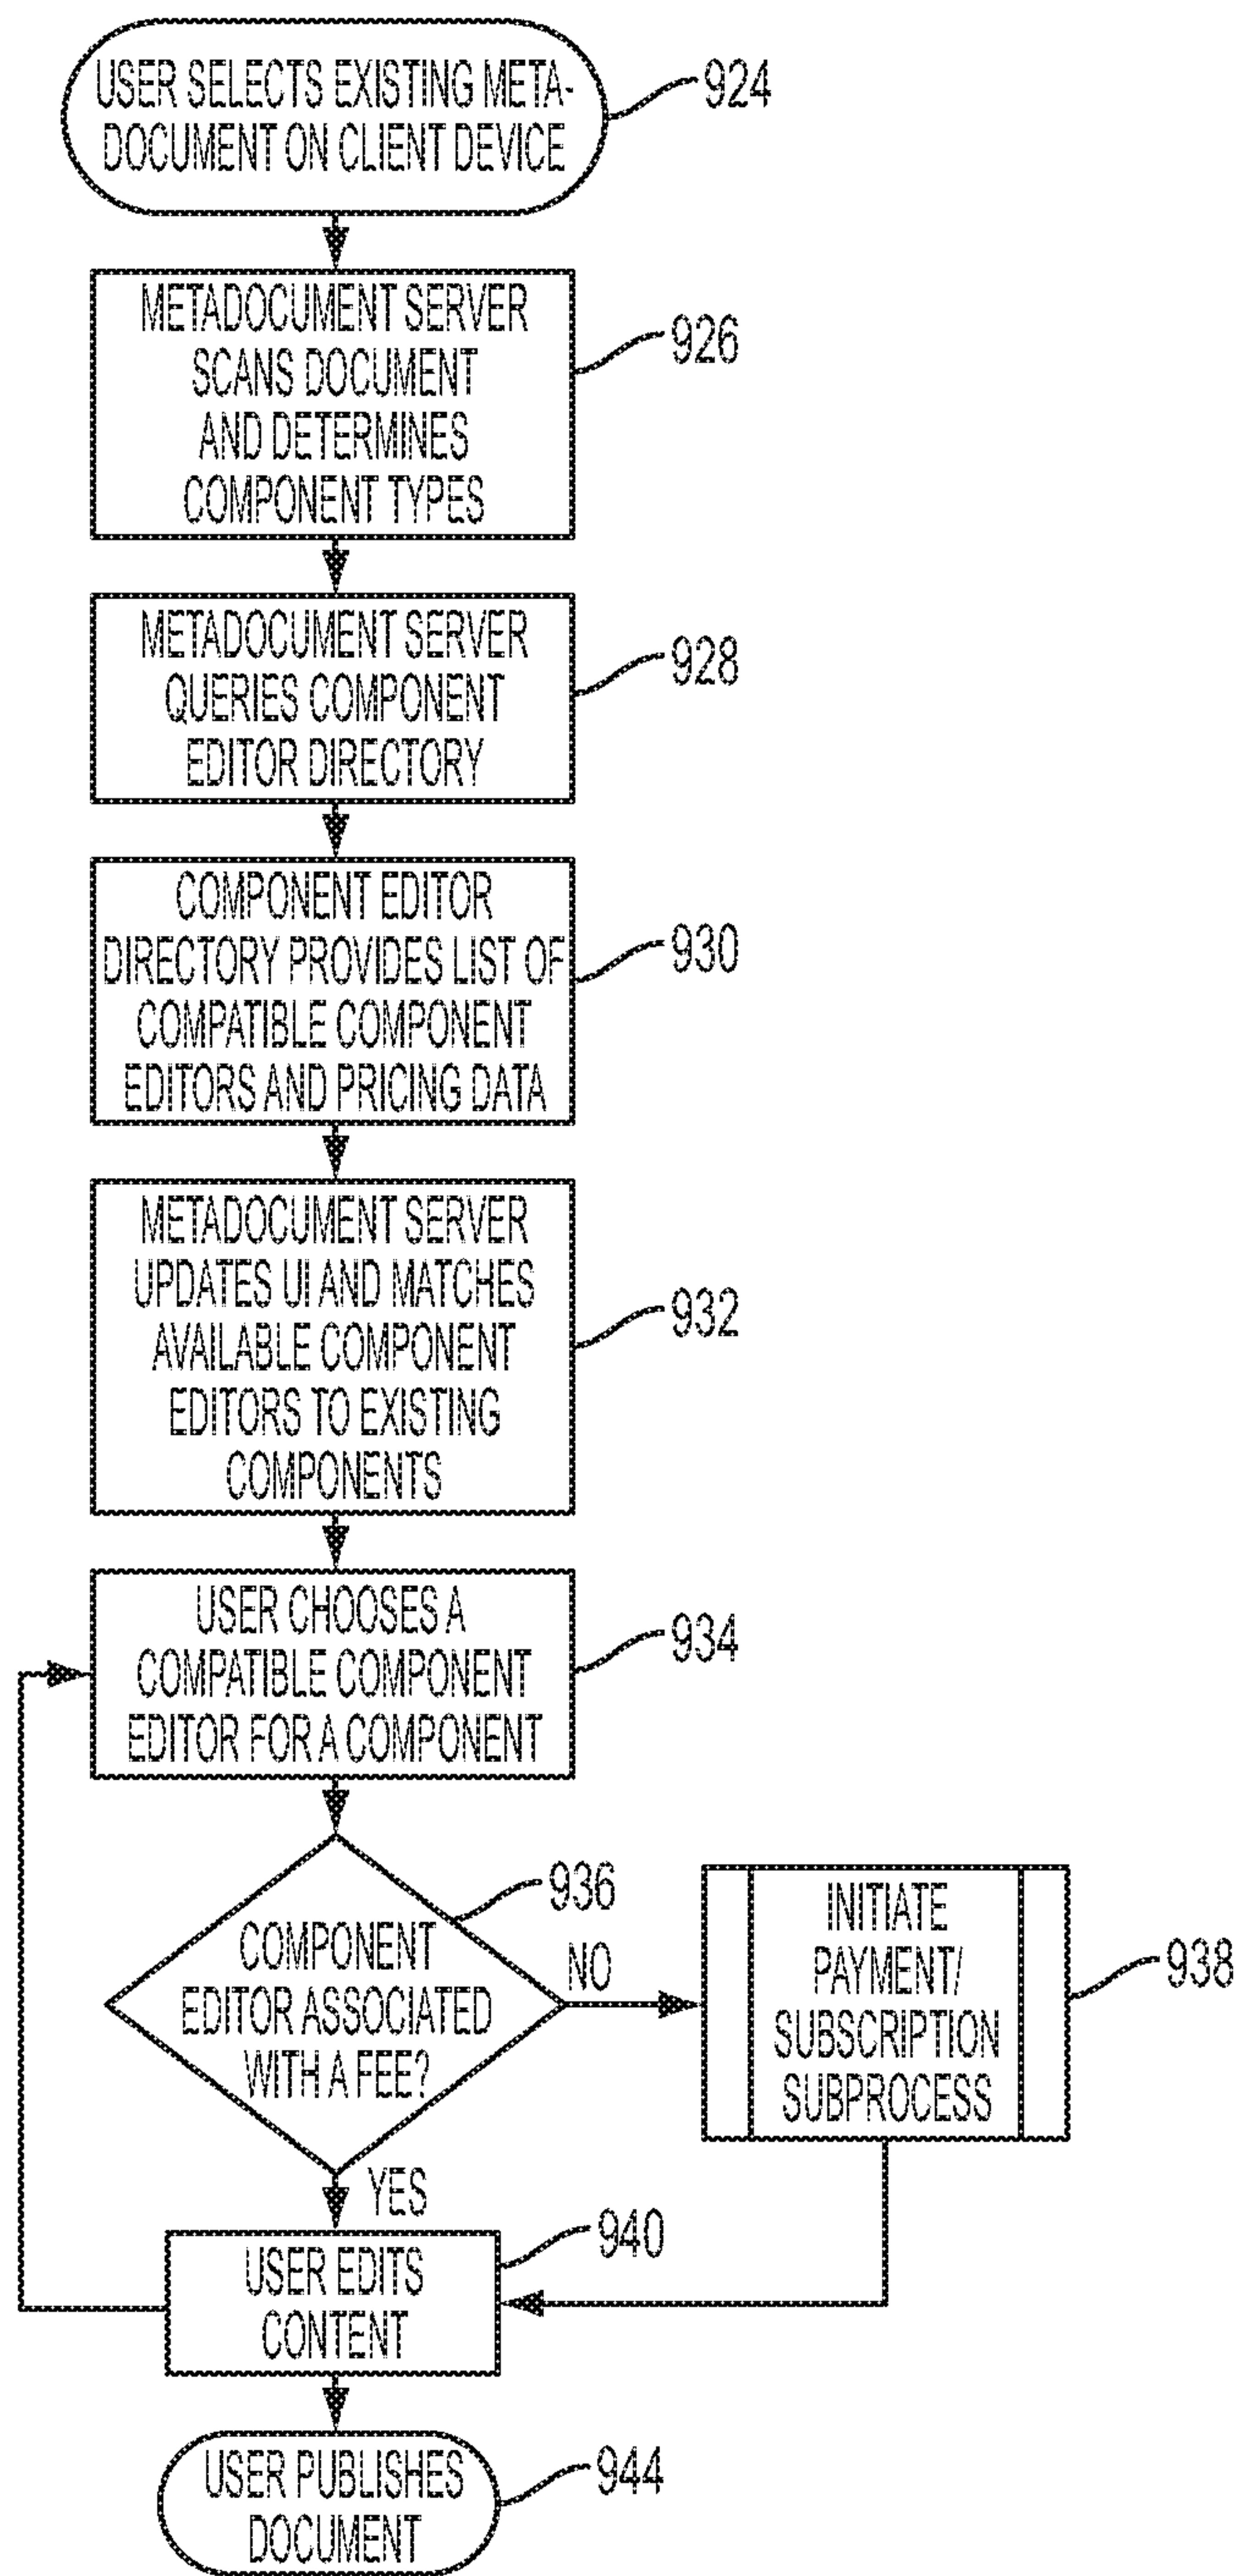 USER SELECTS EXISTING META-
DOCUMENT ON CLIENT DEVICE
924
METADOCUMENT SERVER
SCANS DOCUMENT
AND DETERMINES
COMPONENT TYPES
926
METADOCUMENT SERVER
QUERIES COMPONENT
EDITOR DIRECTORY
928
COMPONENT EDITOR
DIRECTORY PROVIDES LIST OF
COMPATIBLE COMPONENT
EDITORS AND PRICING DATA
930
METADOCUMENT SERVER
UPDATES UI AND MATCHES
AVAILABLE COMPONENT
EDITORS TO EXISTING
COMPONENTS
932
USER CHOOSES A
COMPATIBLE COMPONENT
EDITOR FOR A COMPONENT
934
COMPONENT
EDITOR ASSOCIATED
WITH A FEE?
936
NO
INITIATE
PAYMENT/
SUBSCRIPTION
SUBPROCESS
938
YES
USER EDITS
CONTENT
940
USER PUBLISHES
DOCUMENT
944